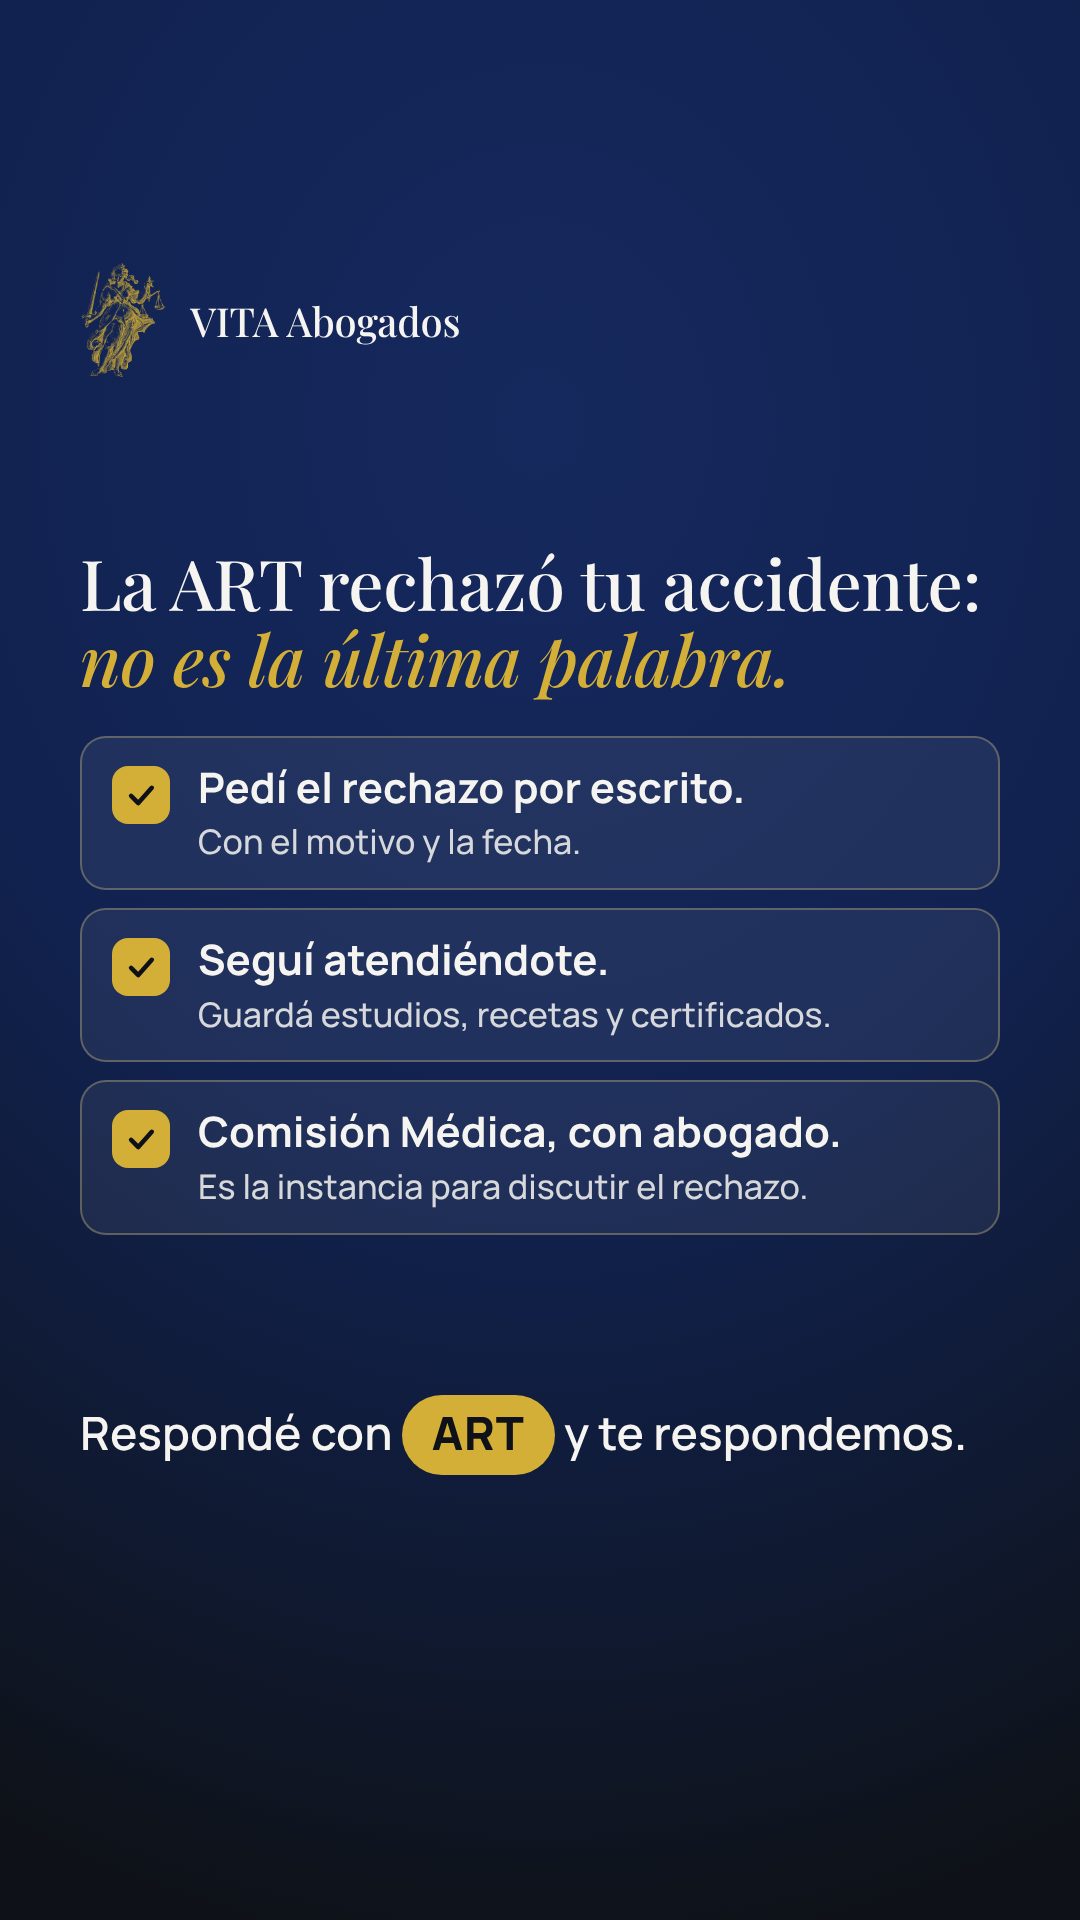 VITA Abogados
La ART rechazó tu accidente:
no es la última palabra.
Pedí el rechazo por escrito.
Con el motivo y la fecha.
Seguí atendiéndote.
Guardá estudios, recetas y certificados.
Comisión Médica, con abogado.
Es la instancia para discutir el rechazo.
Respondé con ART y te respondemos.